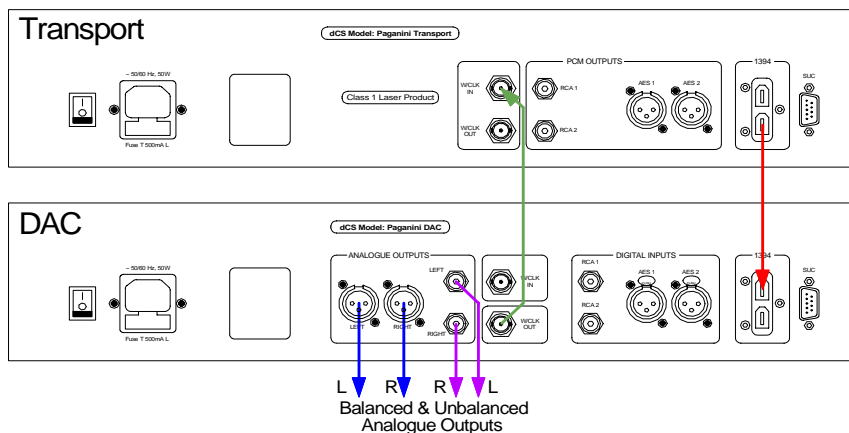 Transport
dCS Model: Paganini Transport
~ 50/60 Hz, 50W
Fuse T 500mA L
Class 1 Laser Product
W/CLK
IN
W/CLK
OUT
PCM OUTPUTS
RCA 1
RCA 2
AES 1
AES 2
1394
SUC
DAC
dCS Model: Paganini DAC
~ 50/60 Hz, 50W
Fuse T 500mA L
ANALOGUE OUTPUTS
LEFT
RIGHT
LEFT
RIGHT
W/CLK
IN
W/CLK
OUT
DIGITAL INPUTS
RCA 1
RCA 2
AES 1
AES 2
1394
SUC
L R R L
Balanced & Unbalanced
Analogue Outputs